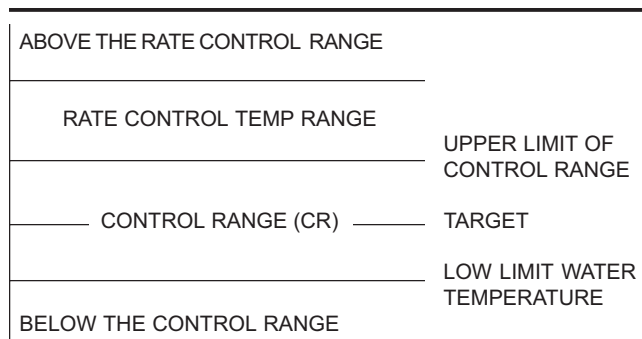 ABOVE THE RATE CONTROL RANGE
RATE CONTROL TEMP RANGE
UPPER LIMIT OF
CONTROL RANGE
CONTROL RANGE (CR)
TARGET
LOW LIMIT WATER
TEMPERATURE
BELOW THE CONTROL RANGE